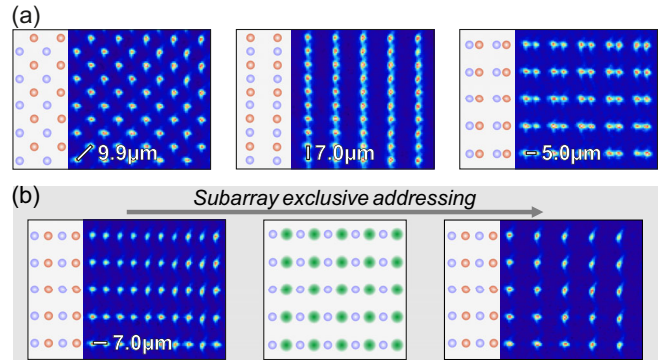 (a)
9.9μm
7.0μm
5.0μm
(b)
Subarray exclusive addressing
7.0μm